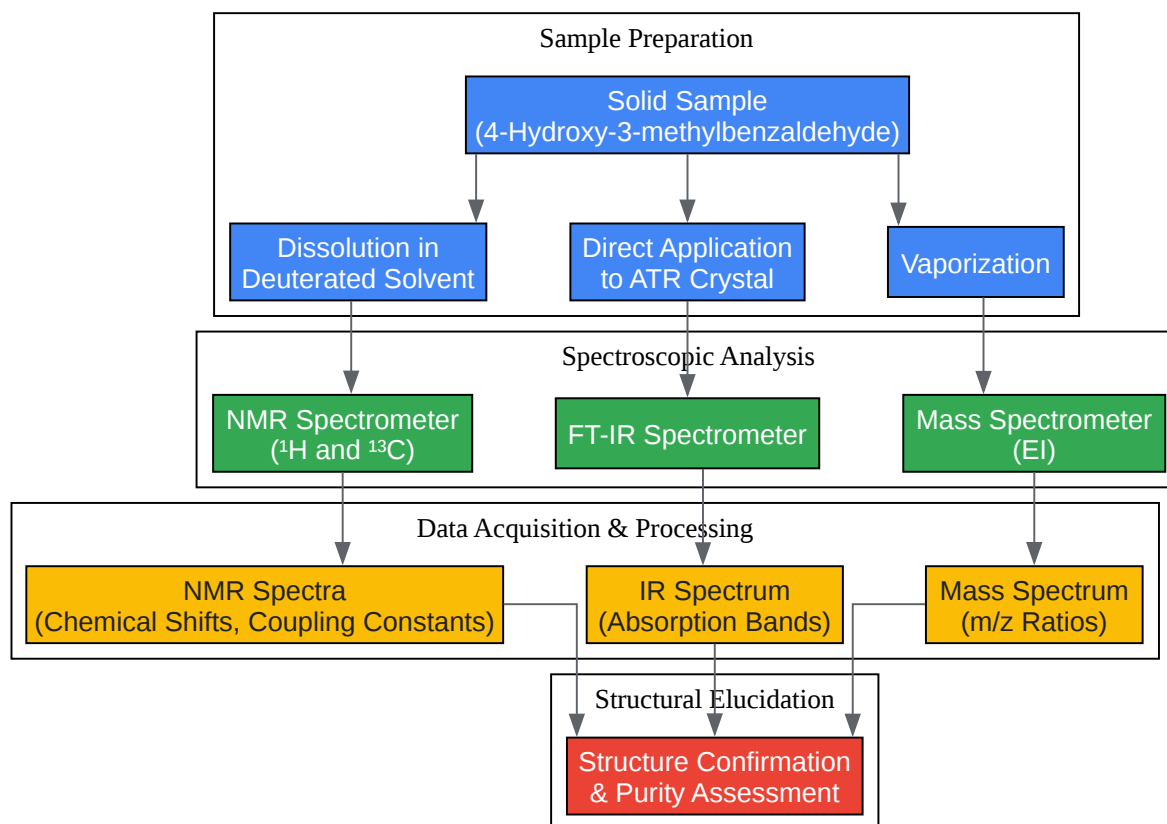 Sample Preparation
Solid Sample
(4-Hydroxy-3-methylbenzaldehyde)
Dissolution in
Deuterated Solvent
Direct Application
to ATR Crystal
Vaporization
Spectroscopic Analysis
NMR Spectrometer
(¹H and ¹³C)
FT-IR Spectrometer
Mass Spectrometer
(EI)
Data Acquisition & Processing
NMR Spectra
(Chemical Shifts, Coupling Constants)
IR Spectrum
(Absorption Bands)
Mass Spectrum
(m/z Ratios)
Structural Elucidation
Structure Confirmation
& Purity Assessment